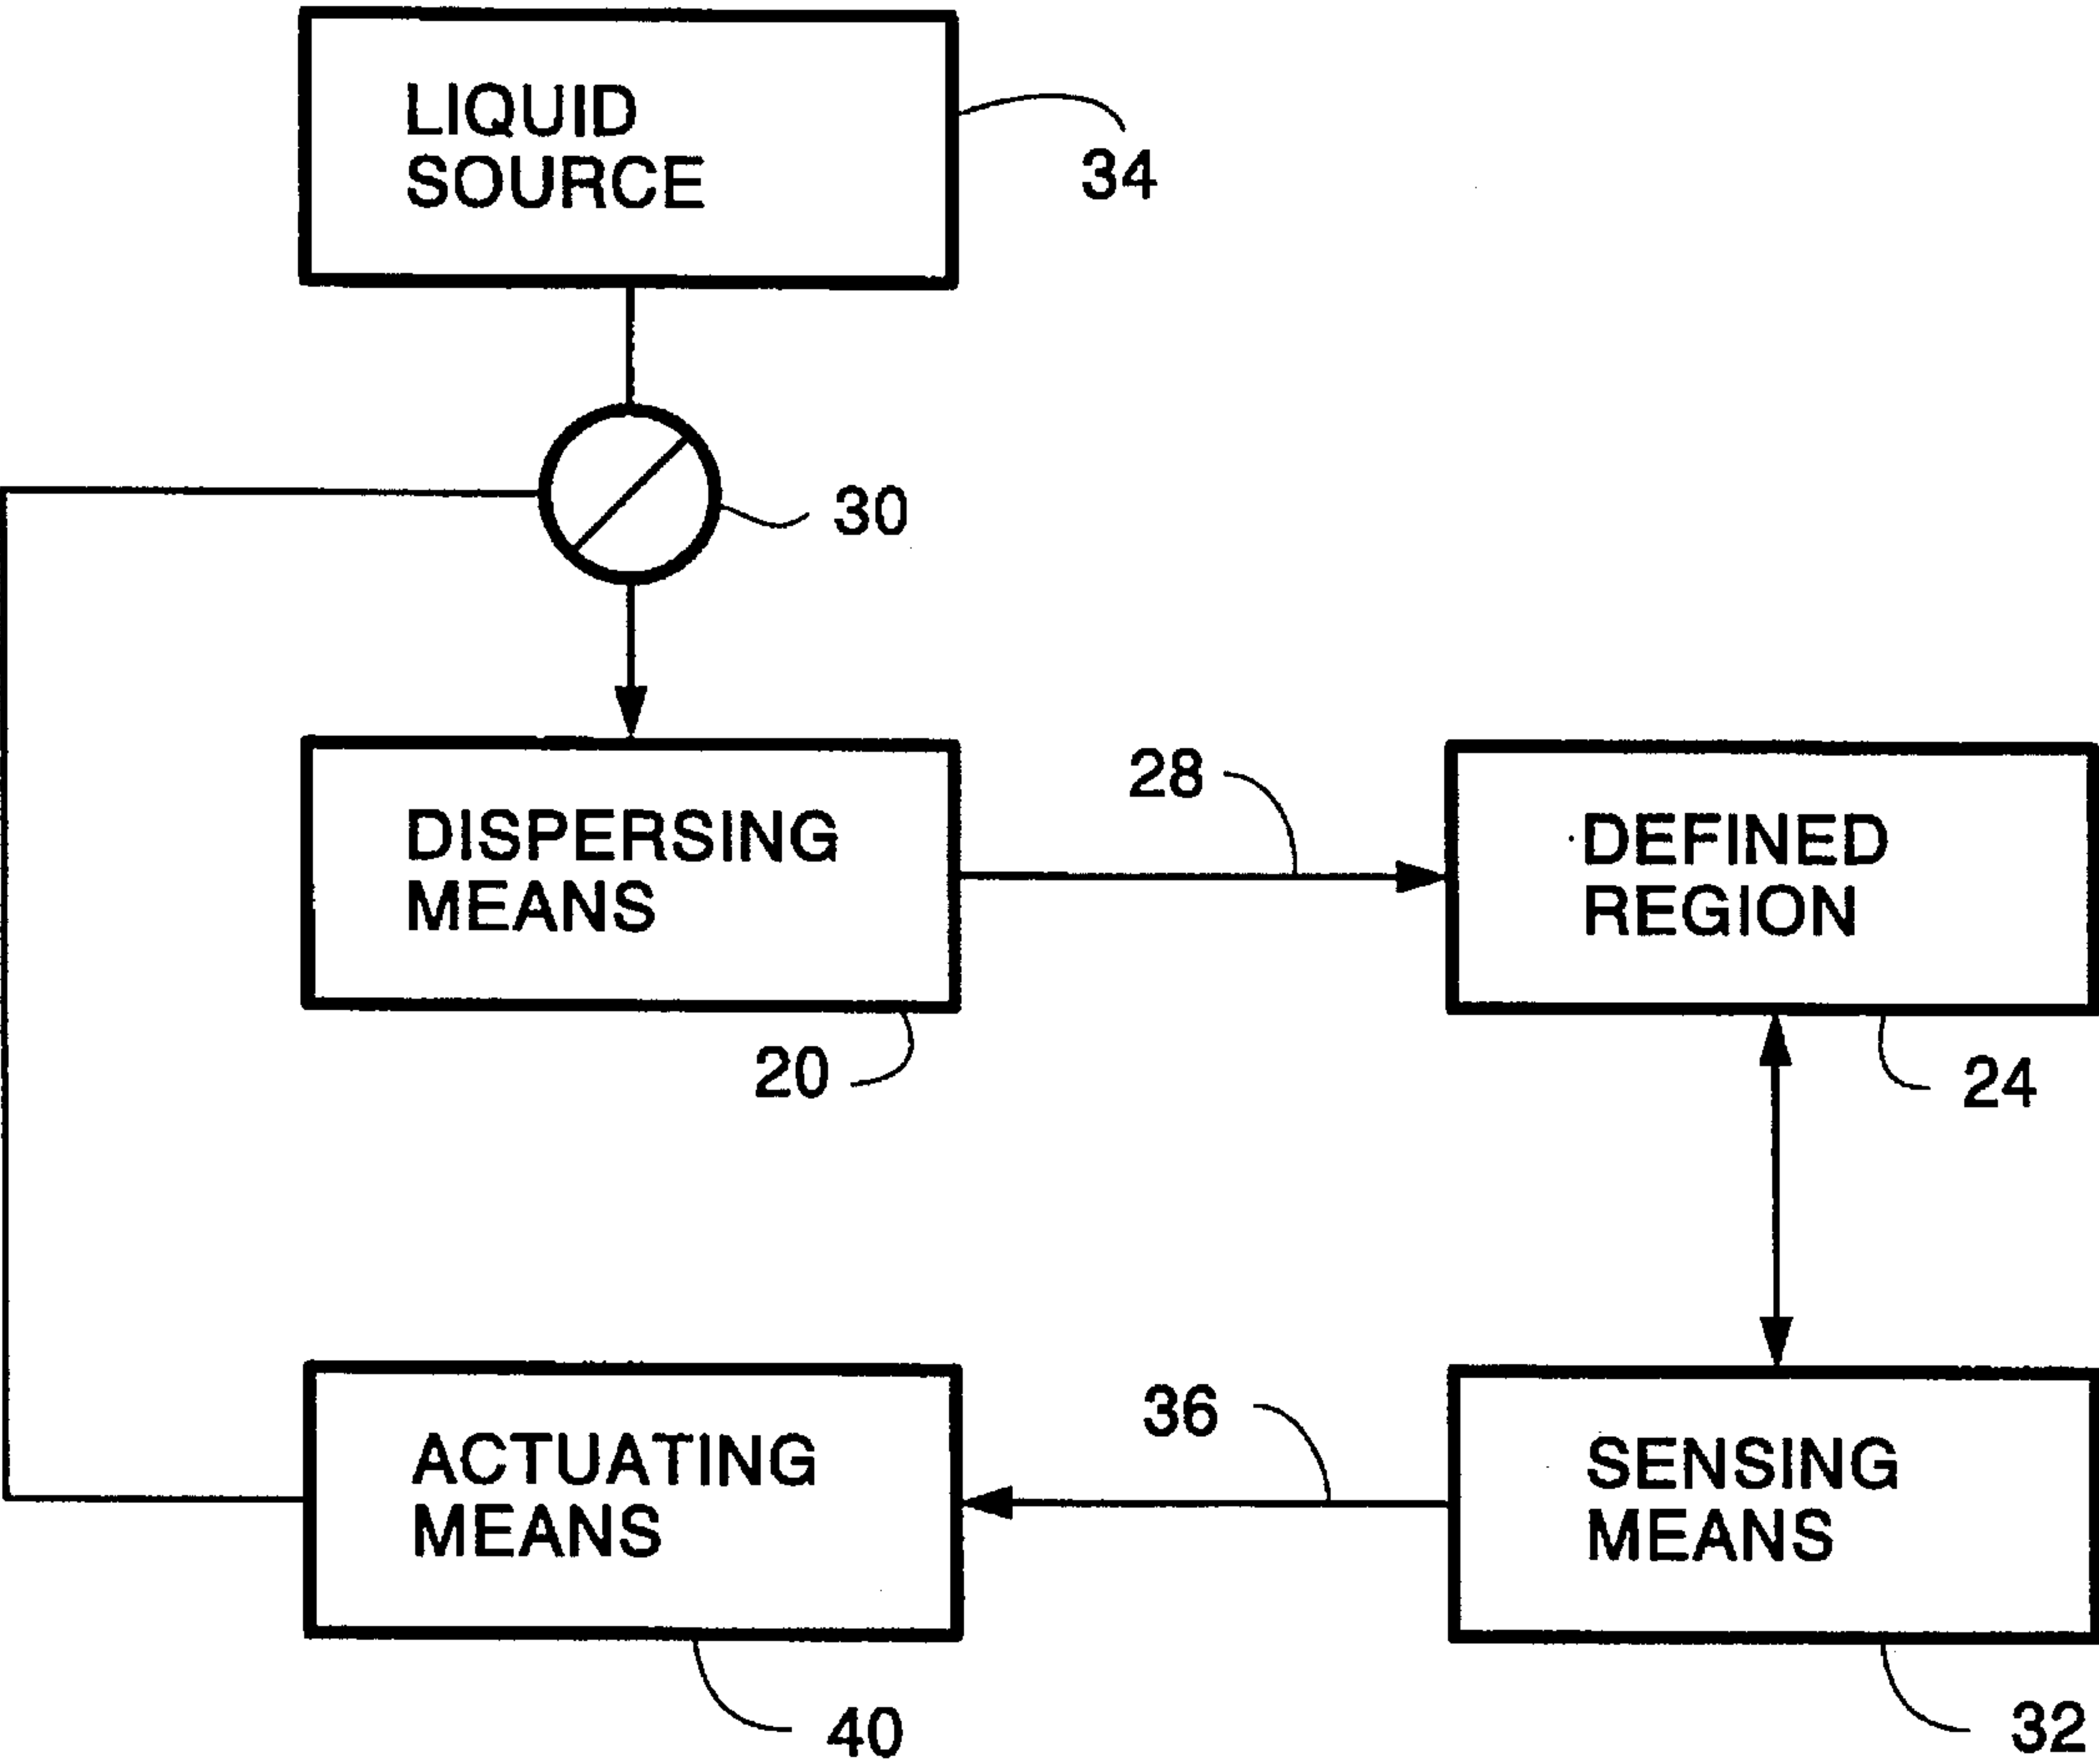 LIQUID
SOURCE
34
30
DISPERSING
MEANS
28
DEFINED
REGION
20
24
ACTUATING
MEANS
36
SENSING
MEANS
40
32